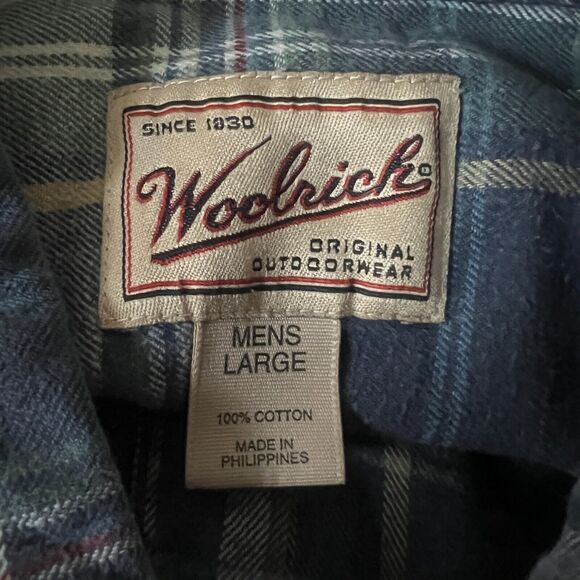 SINCE 1830
Woolrich®
ORIGINAL
OUTDOORWEAR
MENS
LARGE
100% COTTON
MADE IN
PHILIPPINES